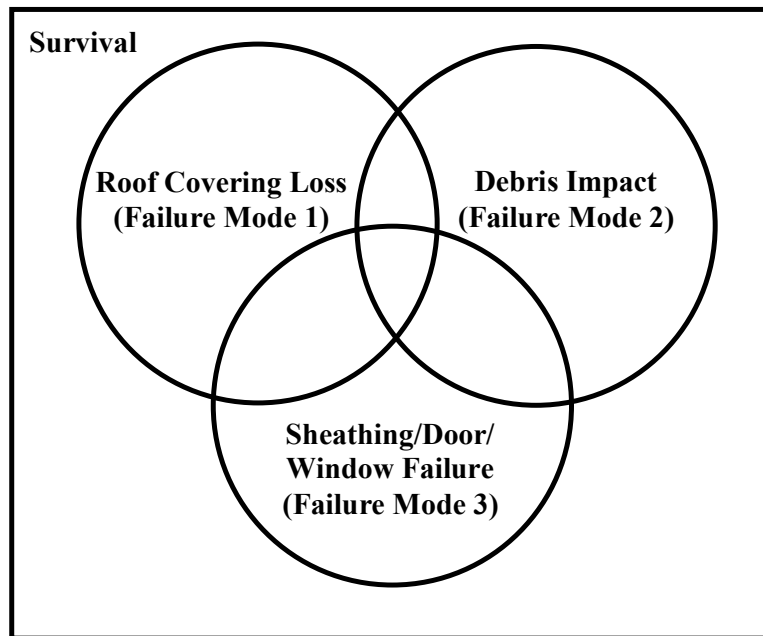 Survival
Roof Covering Loss
(Failure Mode 1)
Debris Impact
(Failure Mode 2)
Sheathing/Door/
Window Failure
(Failure Mode 3)